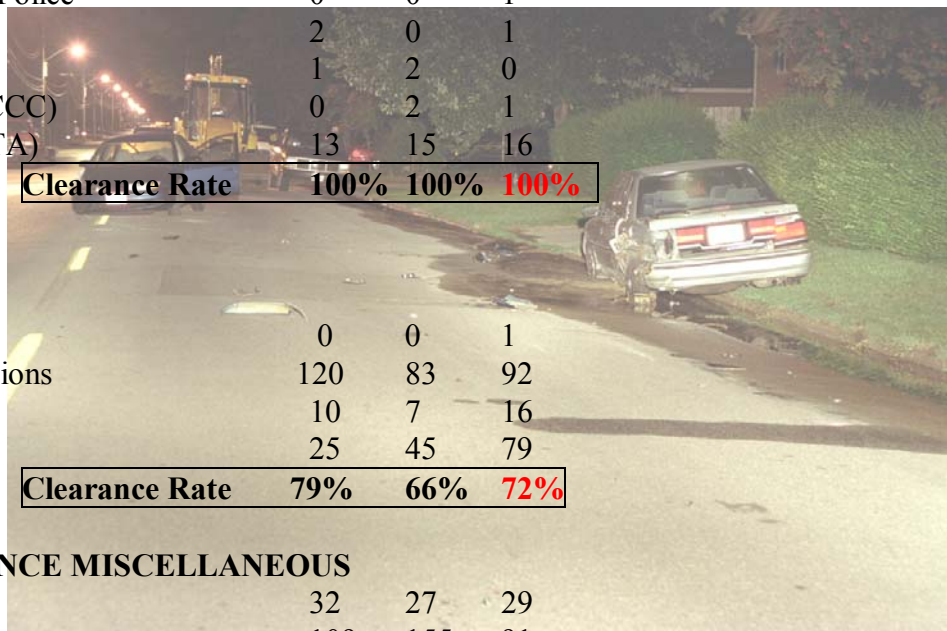 2 0 1
1 2 0
CCC) 0 2 1
TA) 13 15 16
Clearance Rate 100% 100% 100%
0 0 1
ions 120 83 92
10 7 16
25 45 79
Clearance Rate 79% 66% 72%
NCE MISCELLANEOUS
32 27 29